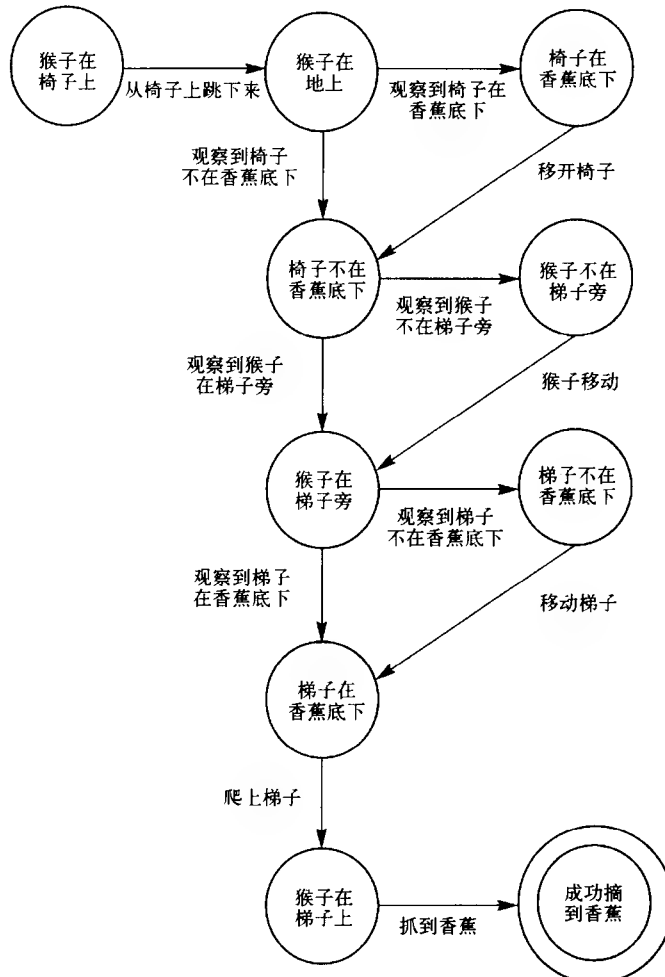 猴子在
椅子上
从椅子上跳下来
猴子在
地上
观察到椅子在
香蕉底下
椅子在
香蕉底下
观察到椅子
不在香蕉底下
移开椅子
椅子不在
香蕉底下
观察到猴子
不在梯子旁
猴子不在
梯子旁
观察到猴子
在梯子旁
猴子移动
猴子在
梯子旁
观察到梯子
不在香蕉底下
梯子不在
香蕉底下
观察到梯子
在香蕉底下
移动梯子
梯子在
香蕉底下
爬上梯子
猴子在
梯子上
抓到香蕉
成功摘
到香蕉